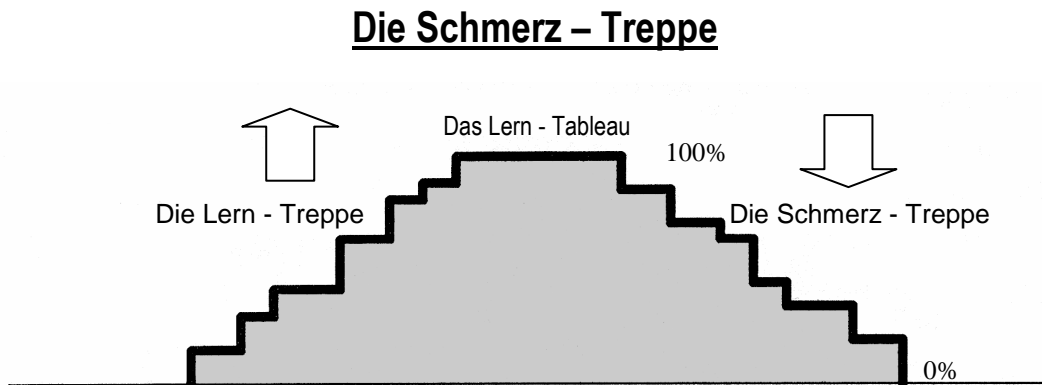 Die Schmerz – Treppe
Das Lern - Tableau
100%
Die Lern - Treppe
Die Schmerz - Treppe
0%